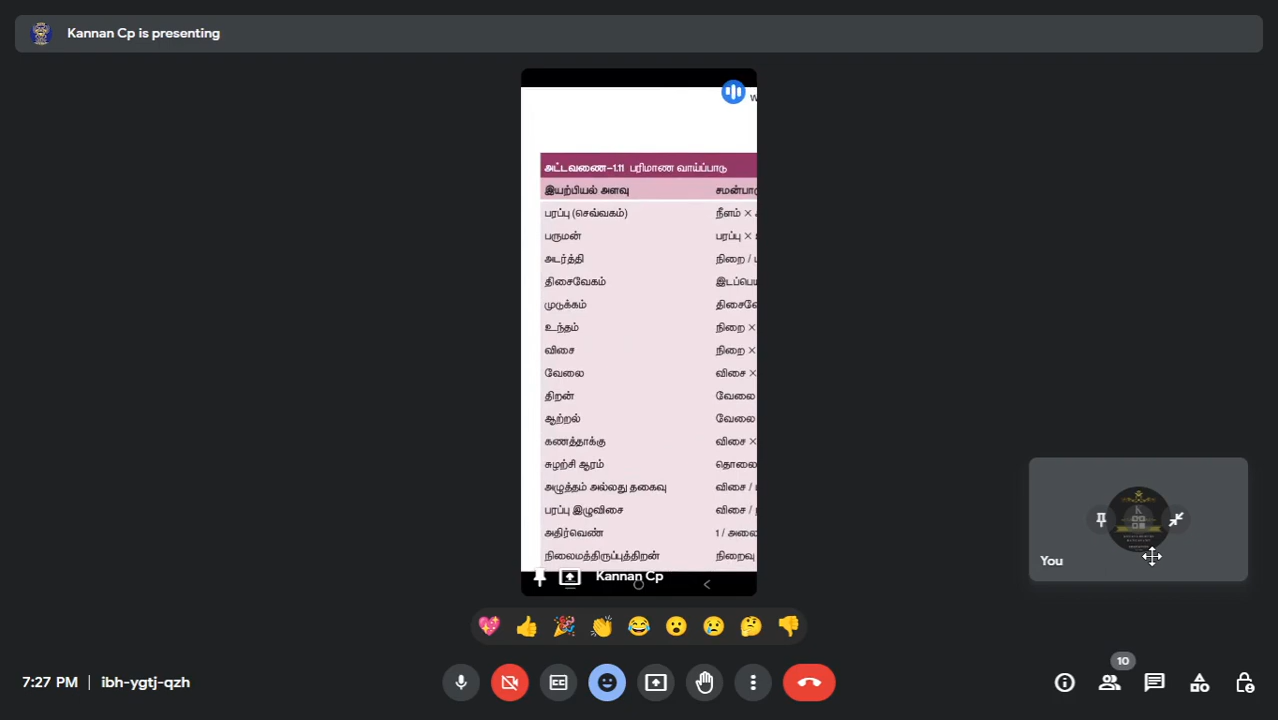 Kannan Cp is presenting
அட்டவணை–1.11 பரிமாண வாய்ப்பாடு
இயற்பியல் அளவு
பரப்பு (செவ்வகம்) நீளம் ×
பருமன் பரப்பு ×
அடர்த்தி நிறை /
திசைவேகம்
முடுக்கம்
உந்தம் நிறை ×
விசை நிறை ×
வேலை விசை ×
திறன் வேலை
ஆற்றல் வேலை
கணத்தாக்கு விசை ×
சுழற்சி ஆரம்
அழுத்தம் அல்லது தகைவு விசை /
பரப்பு இழுவிசை விசை /
அதிர்வெண் 1 /
நிலைமத்திருப்புத்திறன்
Kannan Cp
You
7:27 PM | ibh-ygtj-qzh
10